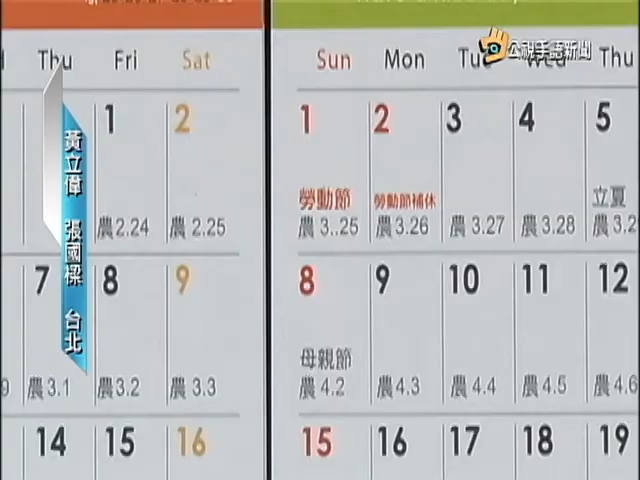 公視手語新聞
Thu Fri Sat
1 2
農2.24 農2.25
7 8 9
農3.1 農3.2 農3.3
14 15 16
Sun Mon Tue Wed Thu
1 2 3 4 5
勞動節 勞動節補休 立夏
農3..25 農3.26 農3.27 農3.28 農3.2
8 9 10 11 12
母親節
農4.2 農4.3 農4.4 農4.5 農4.6
15 16 17 18 19
黃立偉 張國樑 台北